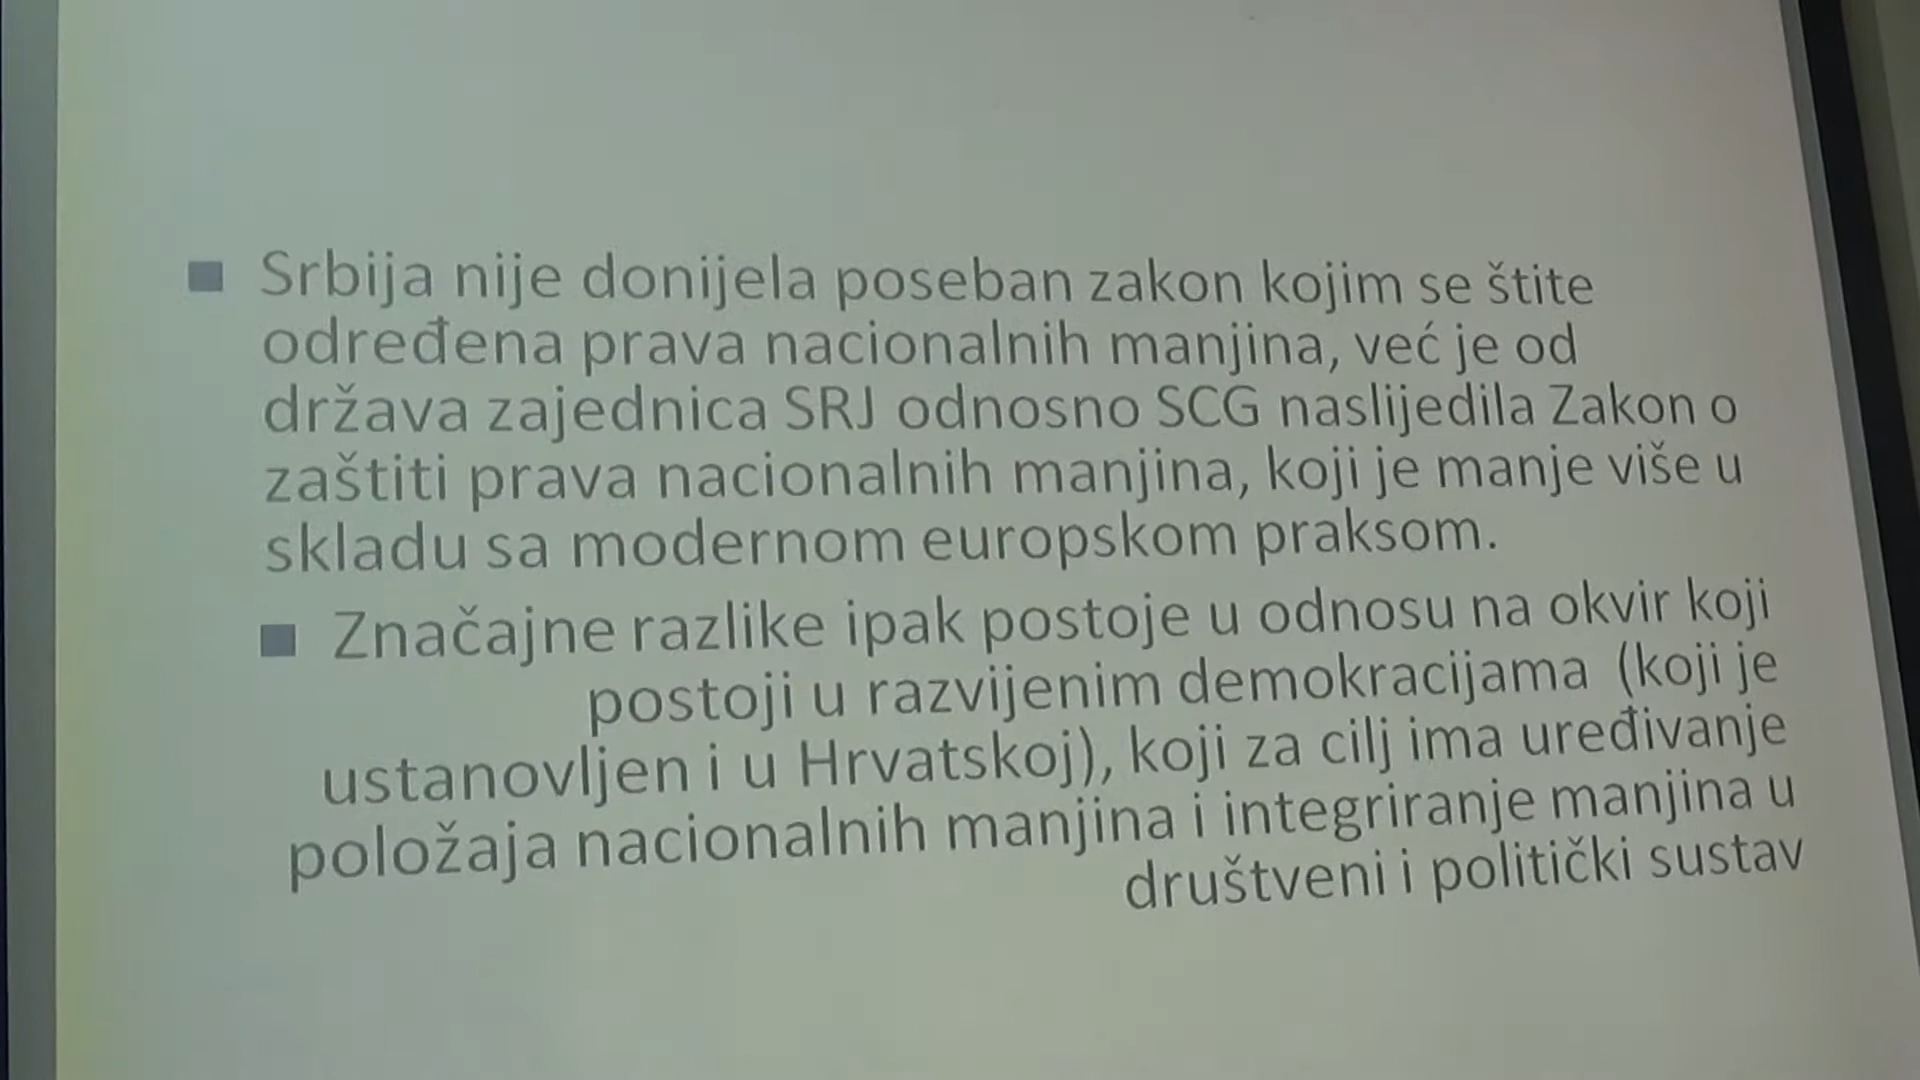 Srbija nije donijela poseban zakon kojim se štite
određena prava nacionalnih manjina, već je od
država zajednica SRJ odnosno SCG naslijedila Zakon o
zaštiti prava nacionalnih manjina, koji je manje više u
skladu sa modernom europskom praksom.
Značajne razlike ipak postoje u odnosu na okvir koji
postoji u razvijenim demokracijama (koji je
ustanovljen i u Hrvatskoj), koji za cilj ima uređivanje
položaja nacionalnih manjina i integriranje manjina u
društveni i politički sustav